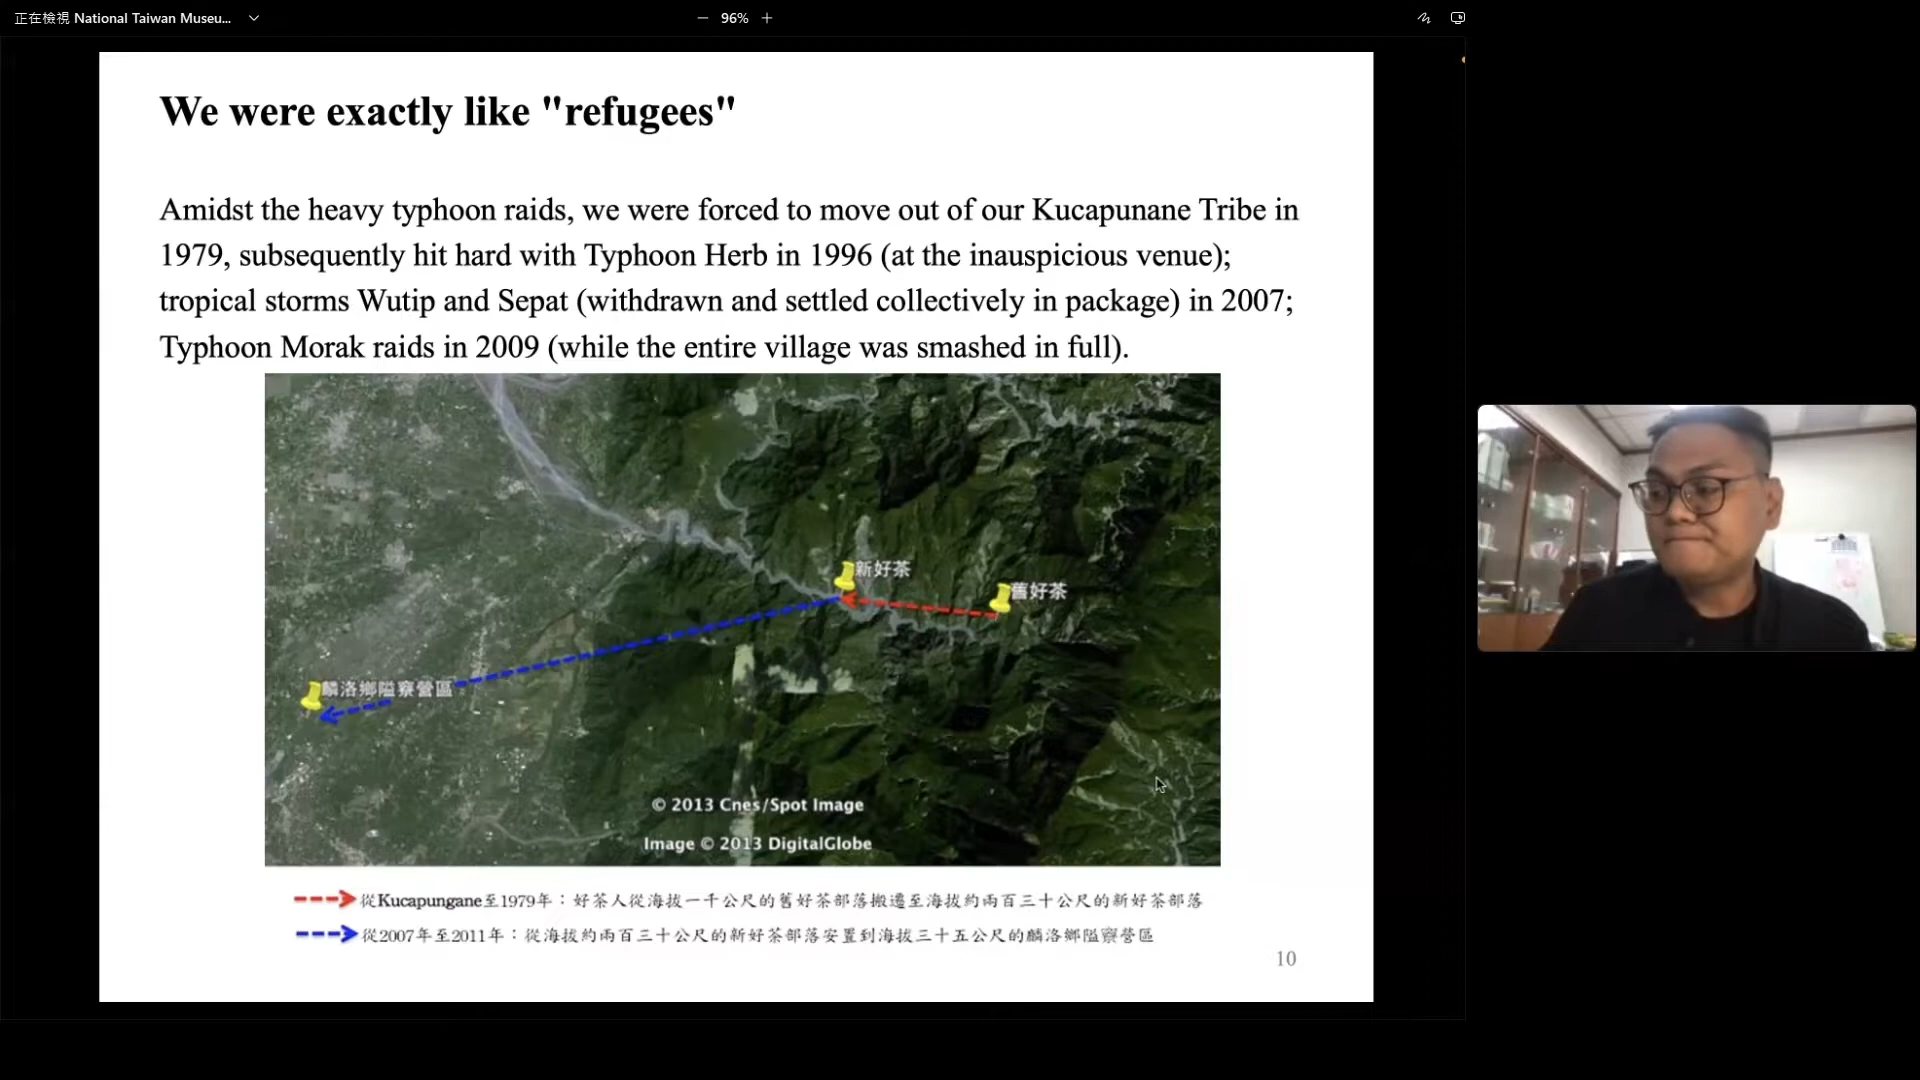 正在檢視 National Taiwan Museu...
96%
We were exactly like "refugees"
Amidst the heavy typhoon raids, we were forced to move out of our Kucapunane Tribe in
1979, subsequently hit hard with Typhoon Herb in 1996 (at the inauspicious venue);
tropical storms Wutip and Sepat (withdrawn and settled collectively in package) in 2007;
Typhoon Morak raids in 2009 (while the entire village was smashed in full).
新好茶
舊好茶
麟洛鄉隘寮營區
© 2013 Cnes/Spot Image
Image © 2013 DigitalGlobe
從Kucapungane至1979年：好茶人從海拔一千公尺的舊好茶部落搬遷至海拔約兩百三十公尺的新好茶部落
從2007年至2011年：從海拔約兩百三十公尺的新好茶部落安置到海拔三十五公尺的麟洛鄉隘寮營區
10